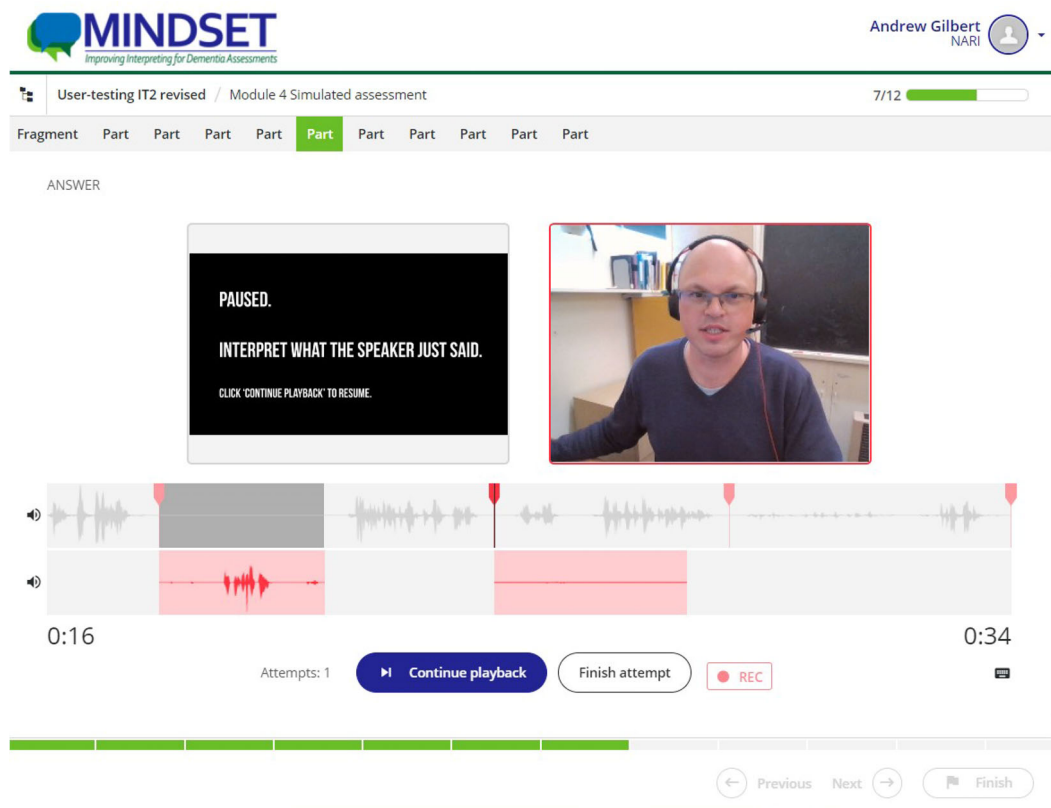 MINDSET
Improving Interpreting for Dementia Assessments
Andrew Gilbert
NARI
User-testing IT2 revised / Module 4 Simulated assessment
7/12
Fragment Part Part Part Part Part Part Part Part Part Part
ANSWER
PAUSED.
INTERPRET WHAT THE SPEAKER JUST SAID.
CLICK 'CONTINUE PLAYBACK' TO RESUME.
0:16
0:34
Attempts: 1 Continue playback Finish attempt REC
Previous Next Finish